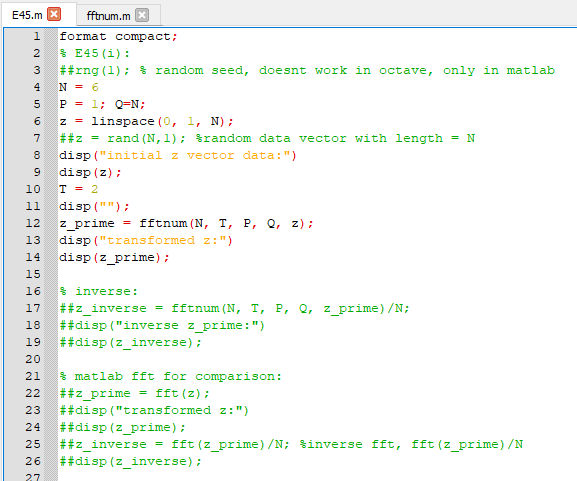 E45.m fftnum.m
1 format compact;
2 % E45(i):
3 ##rng(1); % random seed, doesnt work in octave, only in matlab
4 N = 6
5 P = 1; Q=N;
6 z = linspace(0, 1, N);
7 ##z = rand(N,1); %random data vector with length = N
8 disp("initial z vector data:")
9 disp(z);
10 T = 2
11 disp("");
12 z_prime = fftnum(N, T, P, Q, z);
13 disp("transformed z:")
14 disp(z_prime);
15
16 % inverse:
17 ##z_inverse = fftnum(N, T, P, Q, z_prime)/N;
18 ##disp("inverse z_prime:")
19 ##disp(z_inverse);
20
21 % matlab fft for comparison:
22 ##z_prime = fft(z);
23 ##disp("transformed z:")
24 ##disp(z_prime);
25 ##z_inverse = fft(z_prime)/N; %inverse fft, fft(z_prime)/N
26 ##disp(z_inverse);
27